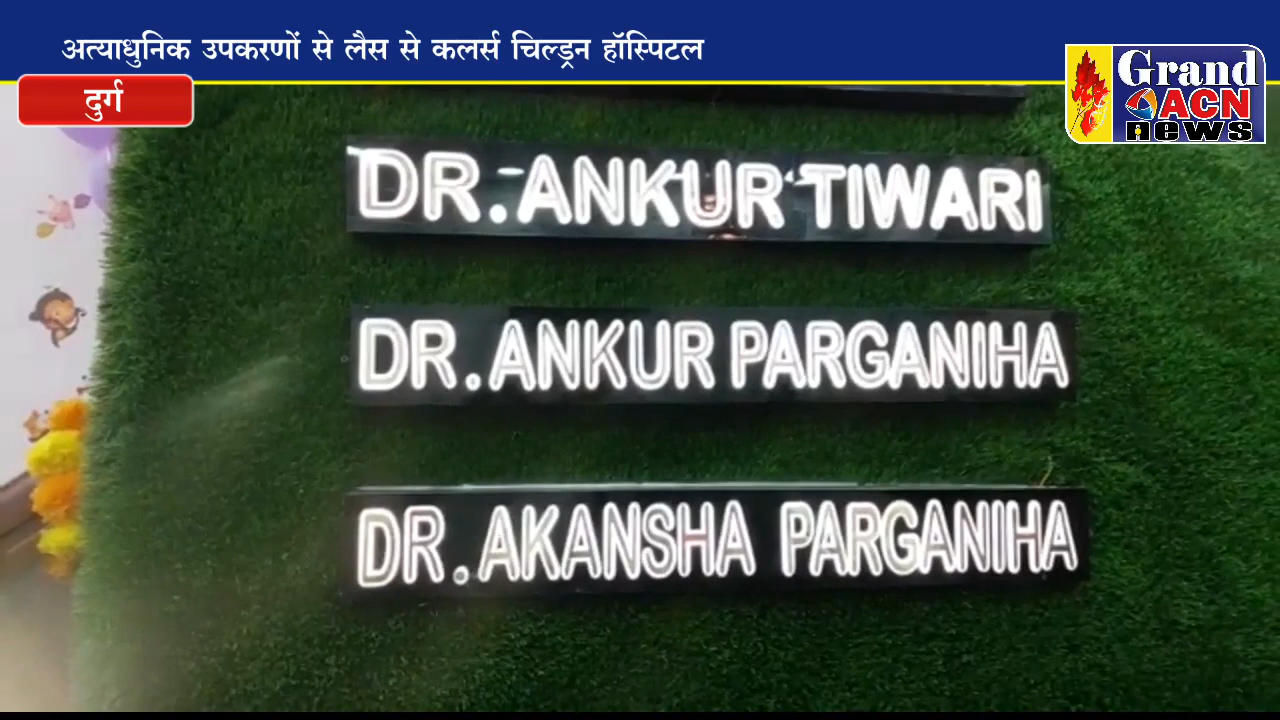 अत्याधुनिक उपकरणों से लैस से कलर्स चिल्ड्रन हॉस्पिटल
दुर्ग
Grand
ACN
news
DR. ANKUR TIWARI
DR. ANKUR PARGANIHA
DR. AKANSHA PARGANIHA